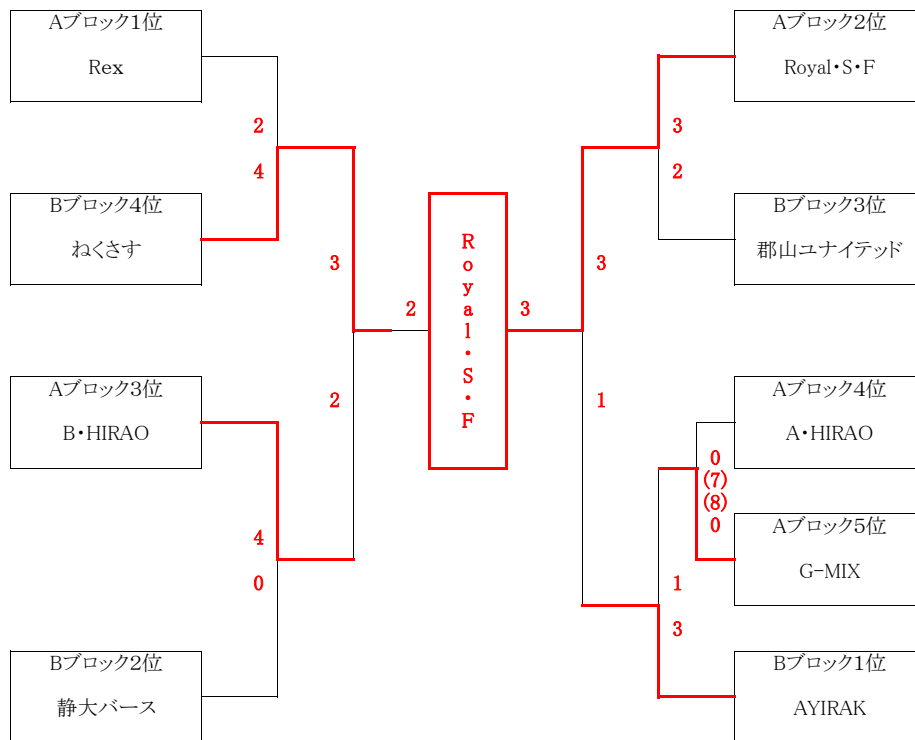 Aブロック1位
Rex
2
4
Bブロック4位
ねくさす
3
2
Aブロック3位
B・HIRAO
4
0
Bブロック2位
静大バース
2
Royal・S・F
3
Aブロック2位
Royal・S・F
3
2
Bブロック3位
郡山ユナイテッド
3
1
Aブロック4位
A・HIRAO
0
(7)
(8)
0
Aブロック5位
G-MIX
1
3
Bブロック1位
AYIRAK